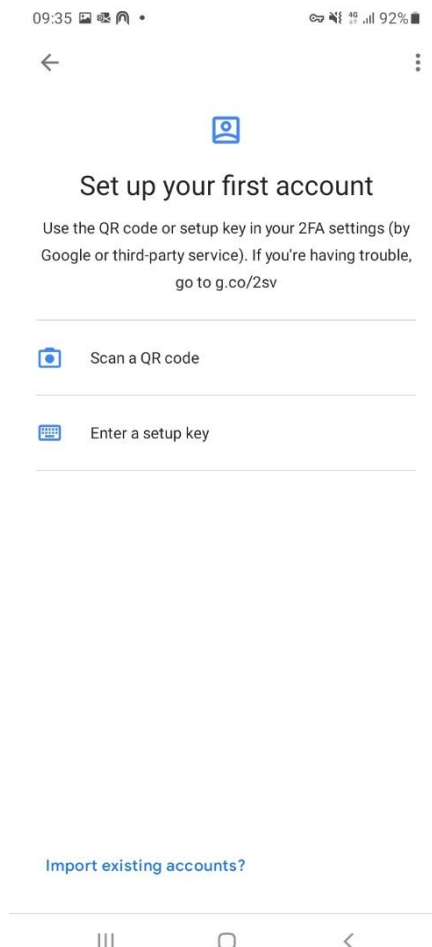 09:35 4G 92%
Set up your first account
Use the QR code or setup key in your 2FA settings (by
Google or third-party service). If you're having trouble,
go to g.co/2sv
Scan a QR code
Enter a setup key
Import existing accounts?